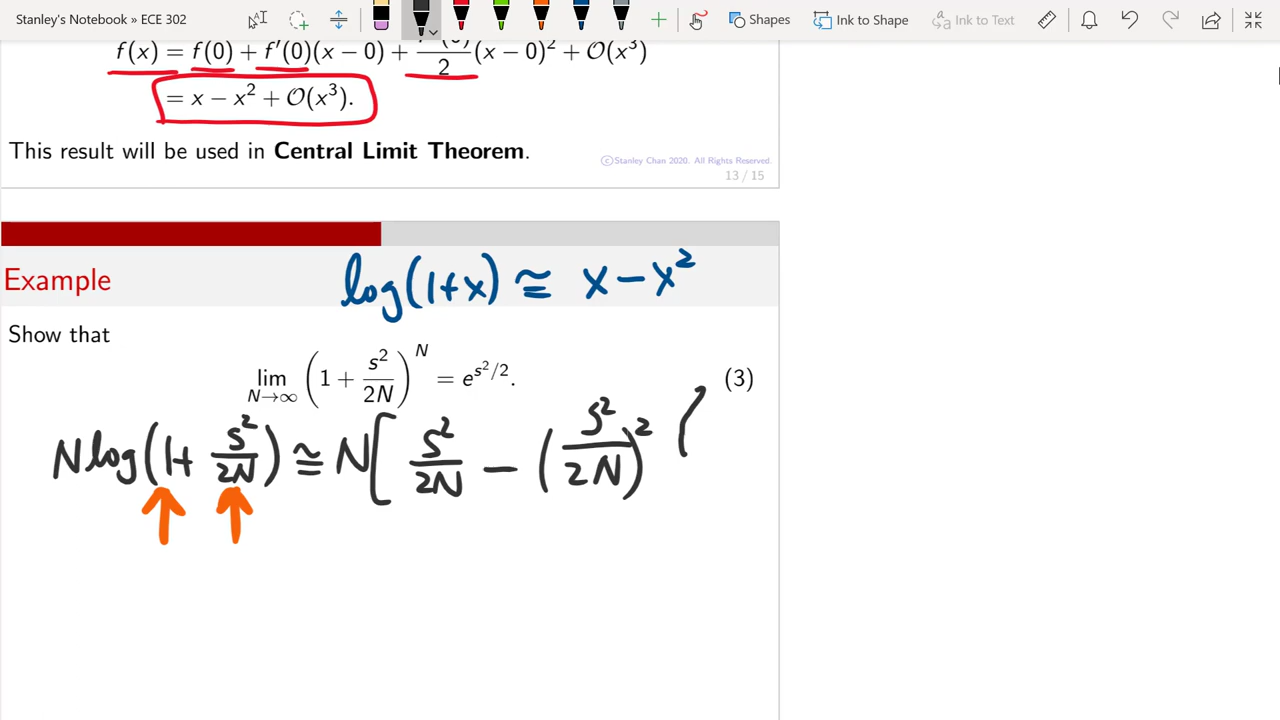 Stanley's Notebook » ECE 302
Shapes
Ink to Shape
Ink to Text
f(x) = f(0) + f′(0)(x − 0) + f″(0)/2 (x − 0)² + O(x³)
= x − x² + O(x³).
This result will be used in Central Limit Theorem.
©Stanley Chan 2020. All Rights Reserved.
13 / 15
Example
log(1+x) ≅ x − x²
Show that
lim N→∞ (1 + s²/2N)^N = e^{s²/2}. (3)
N log(1 + s²/2N) ≅ N[ s²/2N − (s²/2N)²